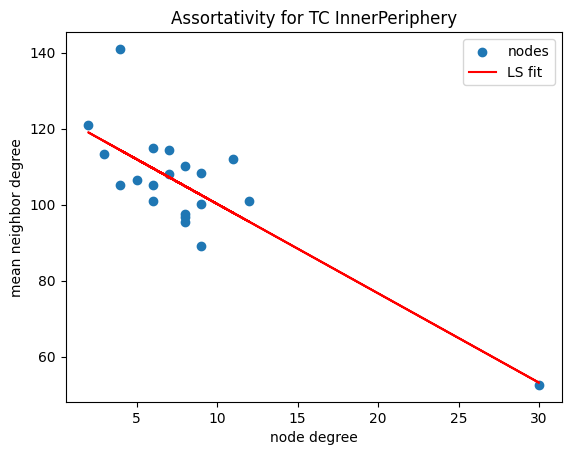 Assortativity for TC InnerPeriphery
nodes
LS fit
mean neighbor degree
140
120
100
80
60
5
10
15
20
25
30
node degree